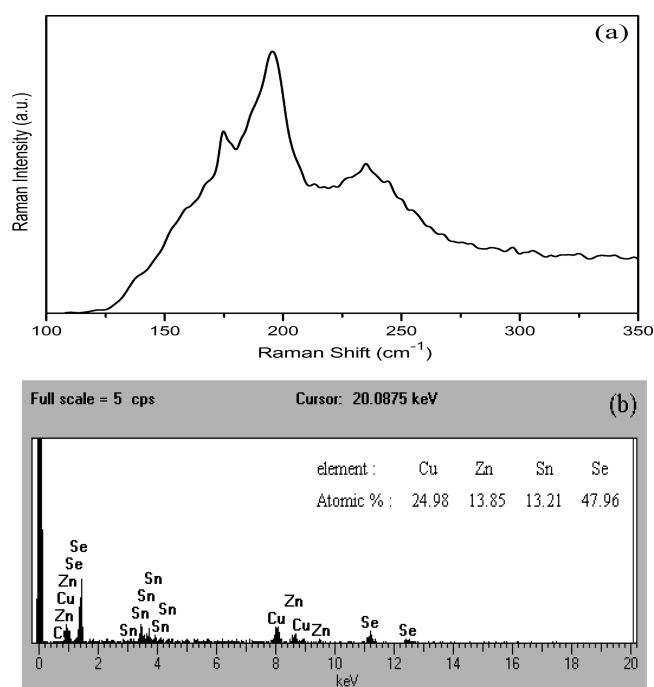 (a)
Raman Intensity (a.u.)
100 150 200 250 300 350
Raman Shift (cm⁻¹)
Full scale = 5 cps Cursor: 20.0875 keV (b)
element : Cu Zn Sn Se
Atomic % : 24.98 13.85 13.21 47.96
Se
Se
Zn
Cu
Zn
Cu
Sn
Sn
Sn
Sn
Sn
Sn
Cu
Zn
Cu
Zn
Se
Se
0 2 4 6 8 10 12 14 16 18 20
keV